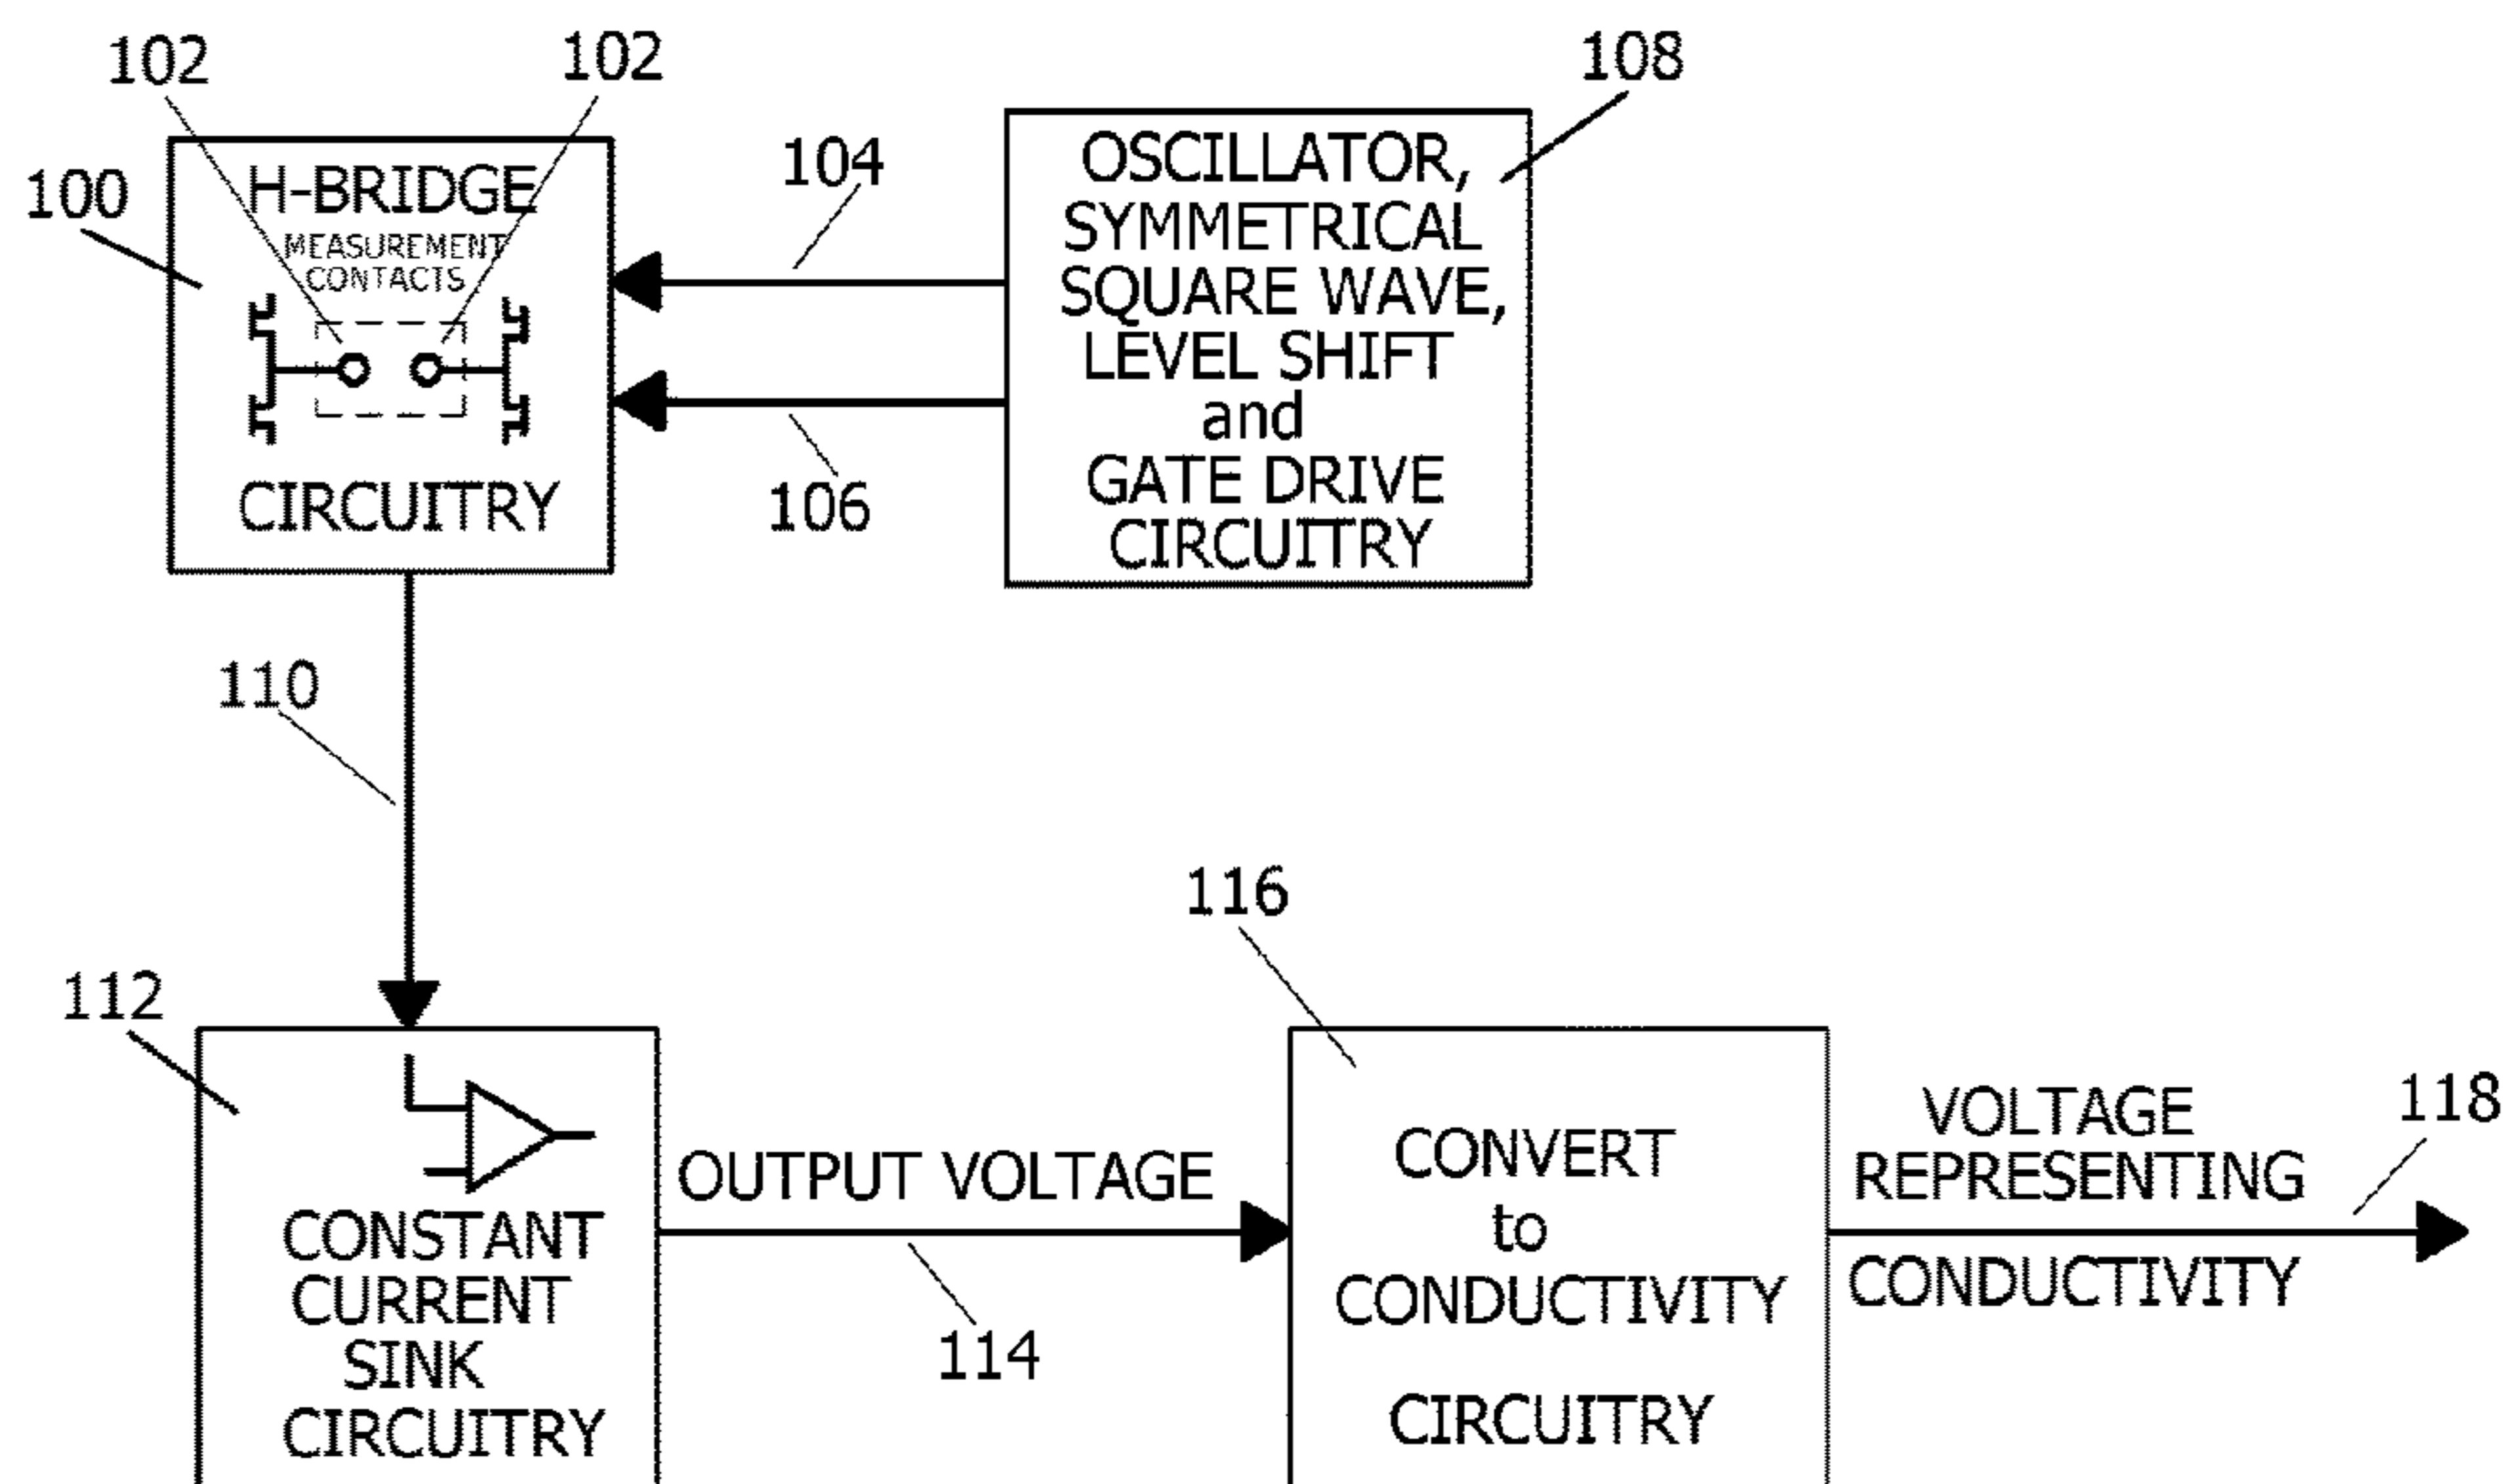 102
102
108
100
H-BRIDGE
MEASUREMENT
CONTACTS
CIRCUITRY
104
106
OSCILLATOR,
SYMMETRICAL
SQUARE WAVE,
LEVEL SHIFT
and
GATE DRIVE
CIRCUITRY
110
112
CONSTANT
CURRENT
SINK
CIRCUITRY
OUTPUT VOLTAGE
114
116
CONVERT
to
CONDUCTIVITY
CIRCUITRY
VOLTAGE
REPRESENTING
CONDUCTIVITY
118